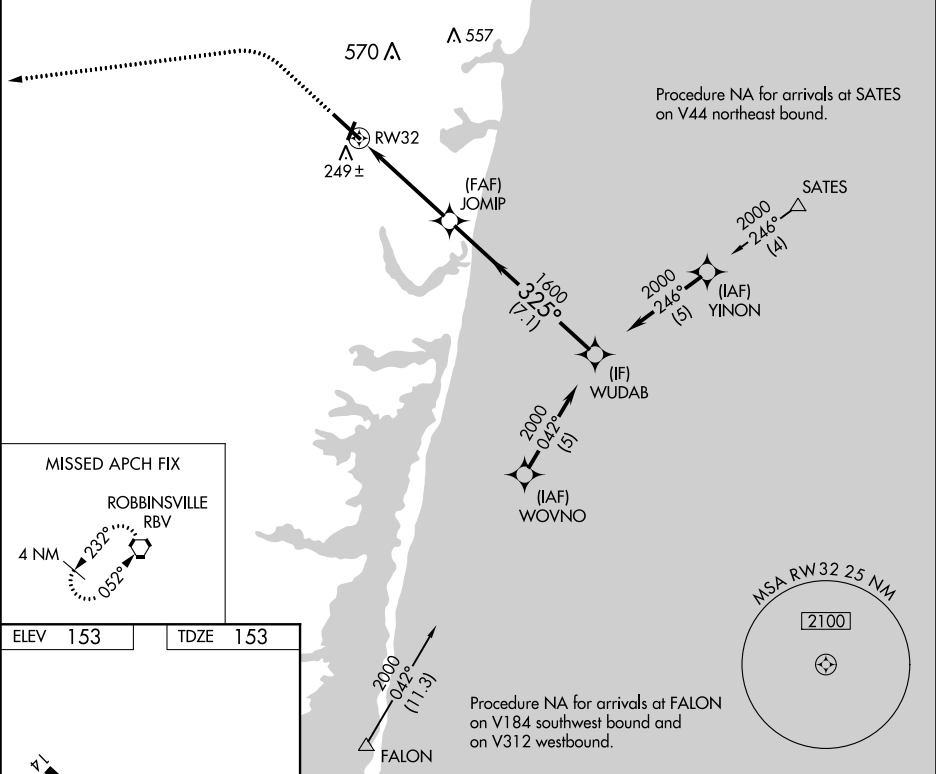 557
570
Procedure NA for arrivals at SATES
on V44 northeast bound.
RW32
249 ±
(FAF)
JOMIP
SATES
2000
246°
(4)
2000
246°
(5)
(IAF)
YINON
1600
325°
(7.1)
(IF)
WUDAB
2000
042°
(5)
(IAF)
WOVNO
MISSED APCH FIX
ROBBINSVILLE
RBV
4 NM
232°
052°
MSA RW32 25 NM
2100
ELEV 153
TDZE 153
2000
042°
(11.3)
FALON
Procedure NA for arrivals at FALON
on V184 southwest bound and
on V312 westbound.
14